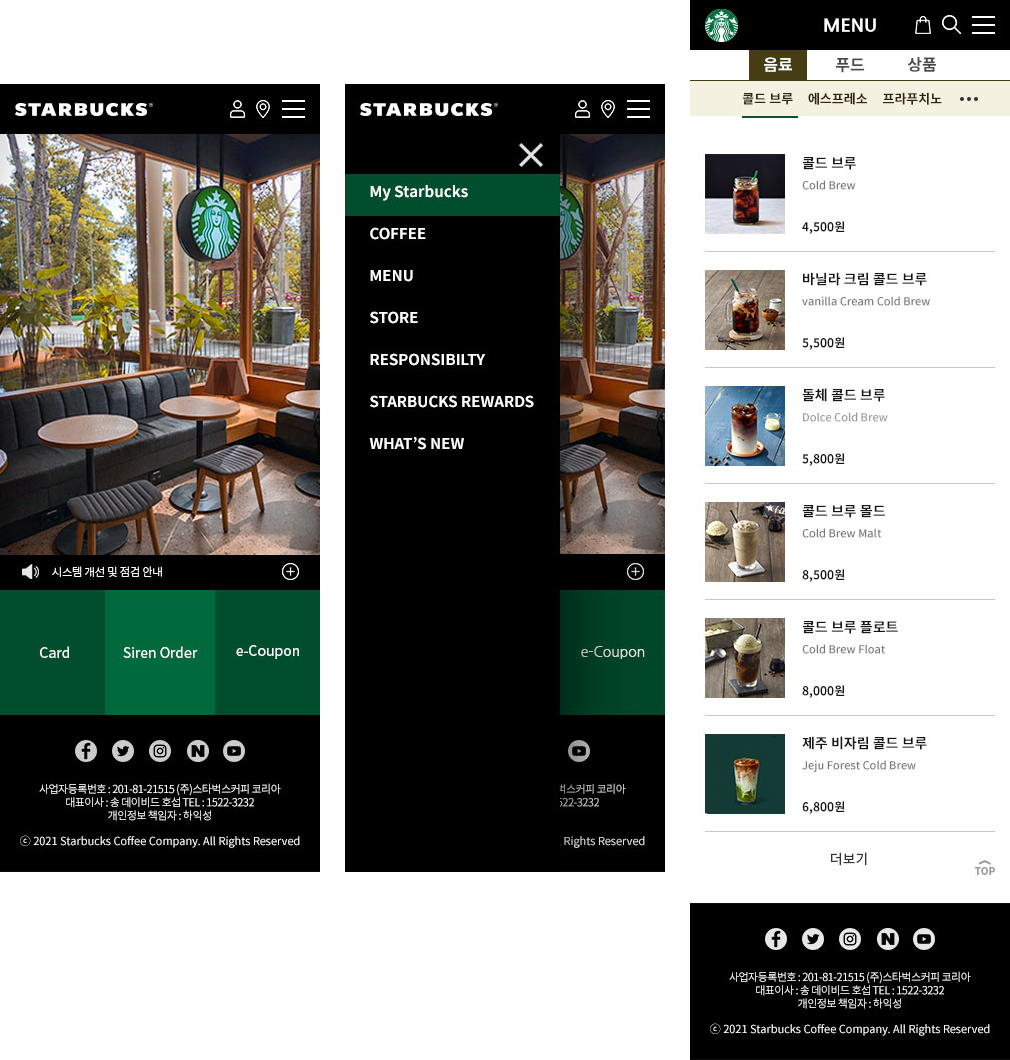 STARBUCKS
시스템 개선 및 점검 안내
Card
Siren Order
e-Coupon
사업자등록번호 : 201-81-21515 (주)스타벅스커피 코리아
대표이사 : 송 데이비드 호섭 TEL : 1522-3232
개인정보 책임자 : 하익성
ⓒ 2021 Starbucks Coffee Company. All Rights Reserved
STARBUCKS
My Starbucks
COFFEE
MENU
STORE
RESPONSIBILTY
STARBUCKS REWARDS
WHAT'S NEW
e-Coupon
벅스커피 코리아
522-3232
. Rights Reserved
MENU
음료 푸드 상품
콜드 브루 에스프레소 프라푸치노
콜드 브루
Cold Brew
4,500원
바닐라 크림 콜드 브루
vanilla Cream Cold Brew
5,500원
돌체 콜드 브루
Dolce Cold Brew
5,800원
콜드 브루 몰드
Cold Brew Malt
8,500원
콜드 브루 플로트
Cold Brew Float
8,000원
제주 비자림 콜드 브루
Jeju Forest Cold Brew
6,800원
더보기
TOP
사업자등록번호 : 201-81-21515 (주)스타벅스커피 코리아
대표이사 : 송 데이비드 호섭 TEL : 1522-3232
개인정보 책임자 : 하익성
ⓒ 2021 Starbucks Coffee Company. All Rights Reserved